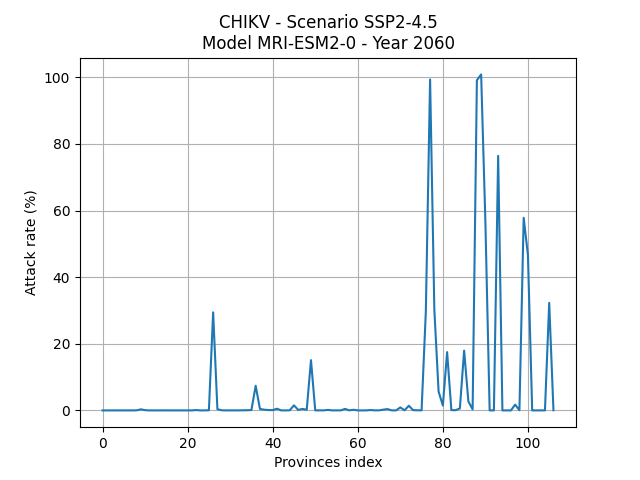 CHIKV - Scenario SSP2-4.5
Model MRI-ESM2-0 - Year 2060
Attack rate (%)
100
80
60
40
20
0
0 20 40 60 80 100
Provinces index